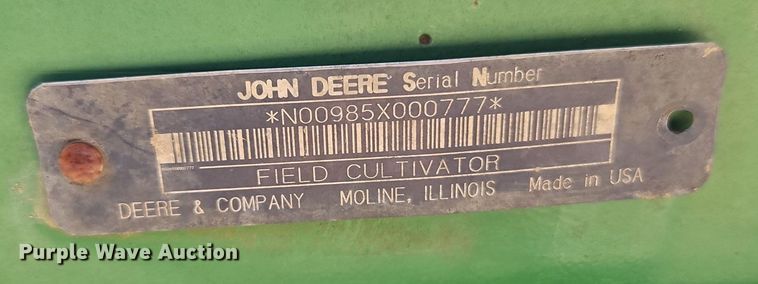 JOHN DEERE Serial Number
*N00985X000777*
FIELD CULTIVATOR
DEERE & COMPANY MOLINE, ILLINOIS Made in USA
Purple Wave Auction